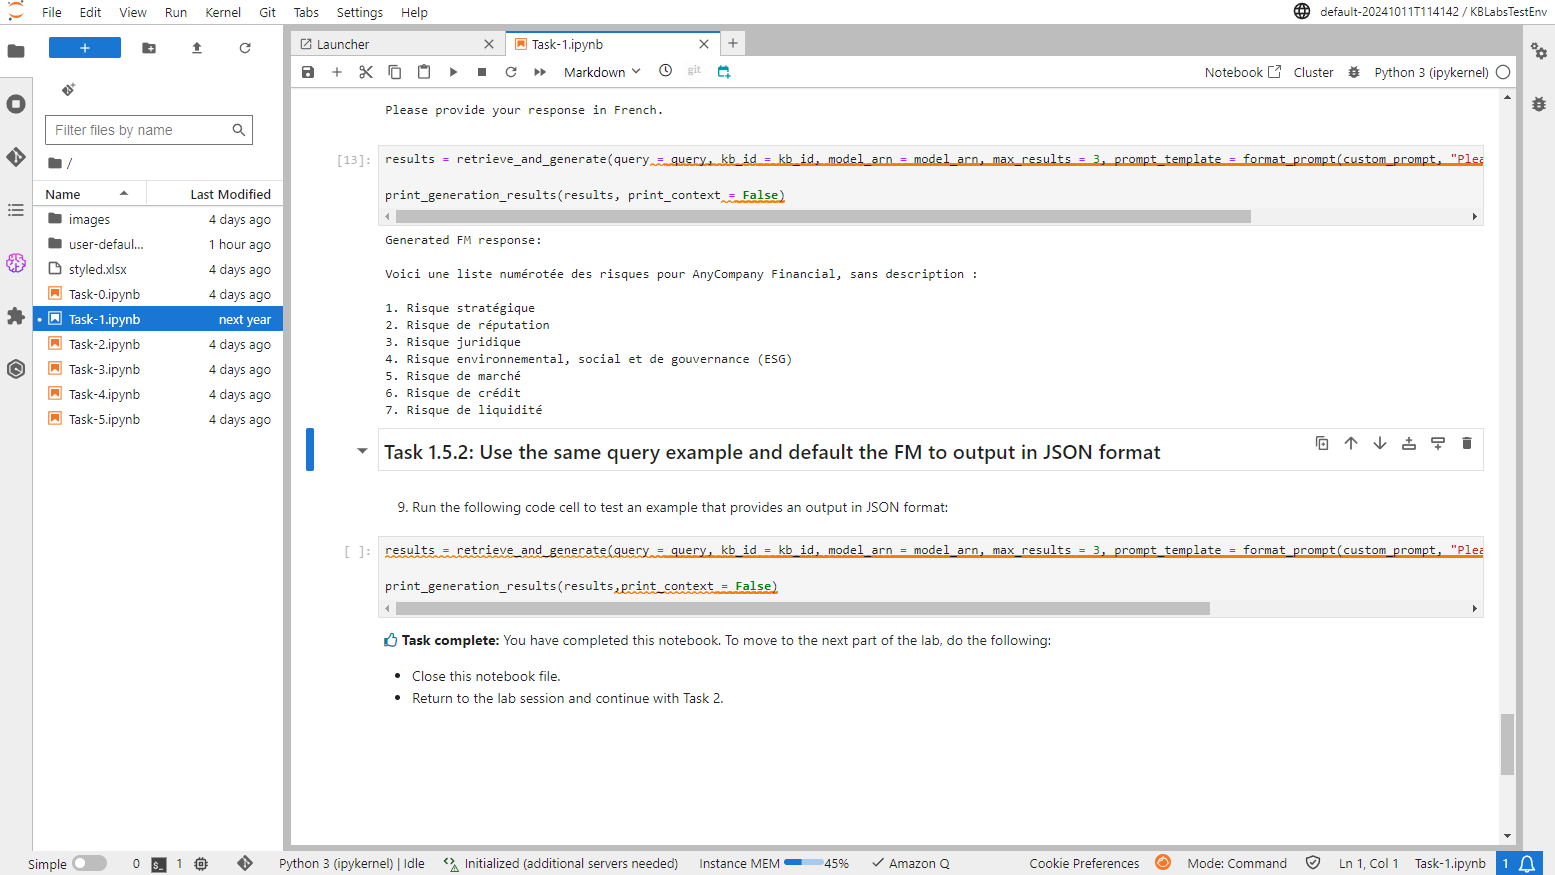 File Edit View Run Kernel Git Tabs Settings Help
default-20241011T114142 / KBLabsTestEnv
Launcher
Task-1.ipynb
Markdown
git
Notebook
Cluster
Python 3 (ipykernel)
Filter files by name
/
Name Last Modified
images 4 days ago
user-defaul... 1 hour ago
styled.xlsx 4 days ago
Task-0.ipynb 4 days ago
Task-1.ipynb next year
Task-2.ipynb 4 days ago
Task-3.ipynb 4 days ago
Task-4.ipynb 4 days ago
Task-5.ipynb 4 days ago
Please provide your response in French.
[13]:
results = retrieve_and_generate(query = query, kb_id = kb_id, model_arn = model_arn, max_results = 3, prompt_template = format_prompt(custom_prompt, "Plea
print_generation_results(results, print_context = False)
Generated FM response:
Voici une liste numérotée des risques pour AnyCompany Financial, sans description :
1. Risque stratégique
2. Risque de réputation
3. Risque juridique
4. Risque environnemental, social et de gouvernance (ESG)
5. Risque de marché
6. Risque de crédit
7. Risque de liquidité
Task 1.5.2: Use the same query example and default the FM to output in JSON format
9. Run the following code cell to test an example that provides an output in JSON format:
[ ]:
results = retrieve_and_generate(query = query, kb_id = kb_id, model_arn = model_arn, max_results = 3, prompt_template = format_prompt(custom_prompt, "Plea
print_generation_results(results,print_context = False)
Task complete: You have completed this notebook. To move to the next part of the lab, do the following:
• Close this notebook file.
• Return to the lab session and continue with Task 2.
Simple 0 1 Python 3 (ipykernel) | Idle Initialized (additional servers needed) Instance MEM 45% Amazon Q Cookie Preferences Mode: Command Ln 1, Col 1 Task-1.ipynb 1